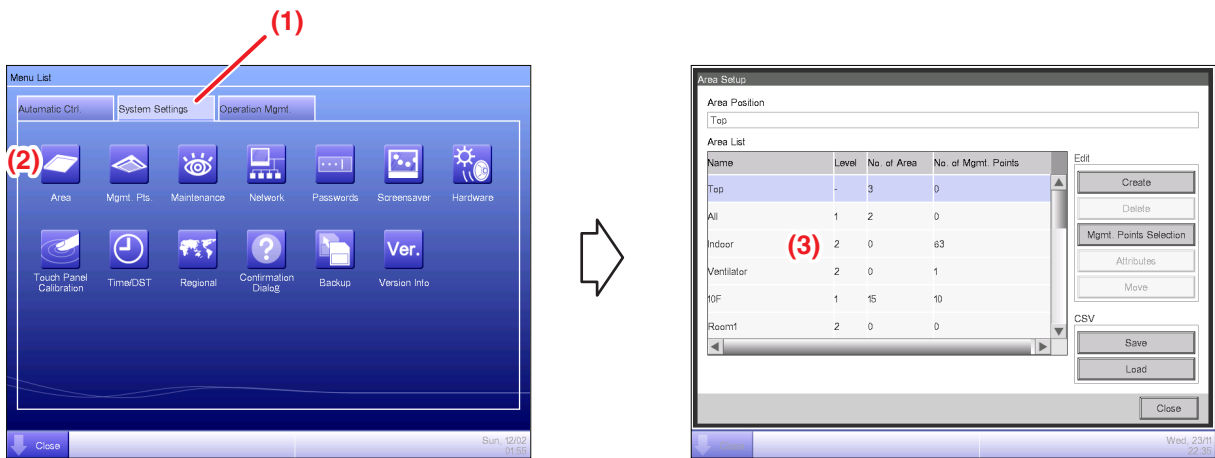 (1)
Menu List
Automatic Ctrl.
System Settings
Operation Mgmt.
(2)
Area
Mgmt. Pts.
Maintenance
Network
Passwords
Screensaver
Hardware
Ver.
Touch Panel
Calibration
Time/DST
Regional
Confirmation
Dialog
Backup
Version Info
Close
Sun, 12/02
01:55
Area Setup
Area Position
Top
Area List
Name Level No. of Area No. of Mgmt. Points
Top - 3 0
All 1 2 0
Indoor 2 0 63
(3)
Ventilator 2 0 1
10F 1 15 10
Room1 2 0 0
Edit
Create
Delete
Mgmt. Points Selection
Attributes
Move
CSV
Save
Load
Close
Wed, 23/11
22:35